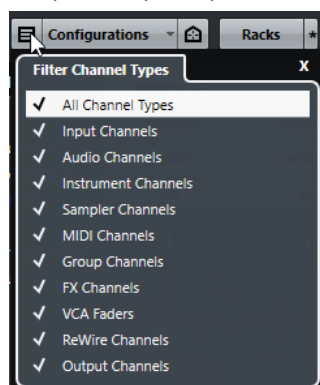 Configurations Racks *
Filter Channel Types X
All Channel Types
Input Channels
Audio Channels
Instrument Channels
Sampler Channels
MIDI Channels
Group Channels
FX Channels
VCA Faders
ReWire Channels
Output Channels